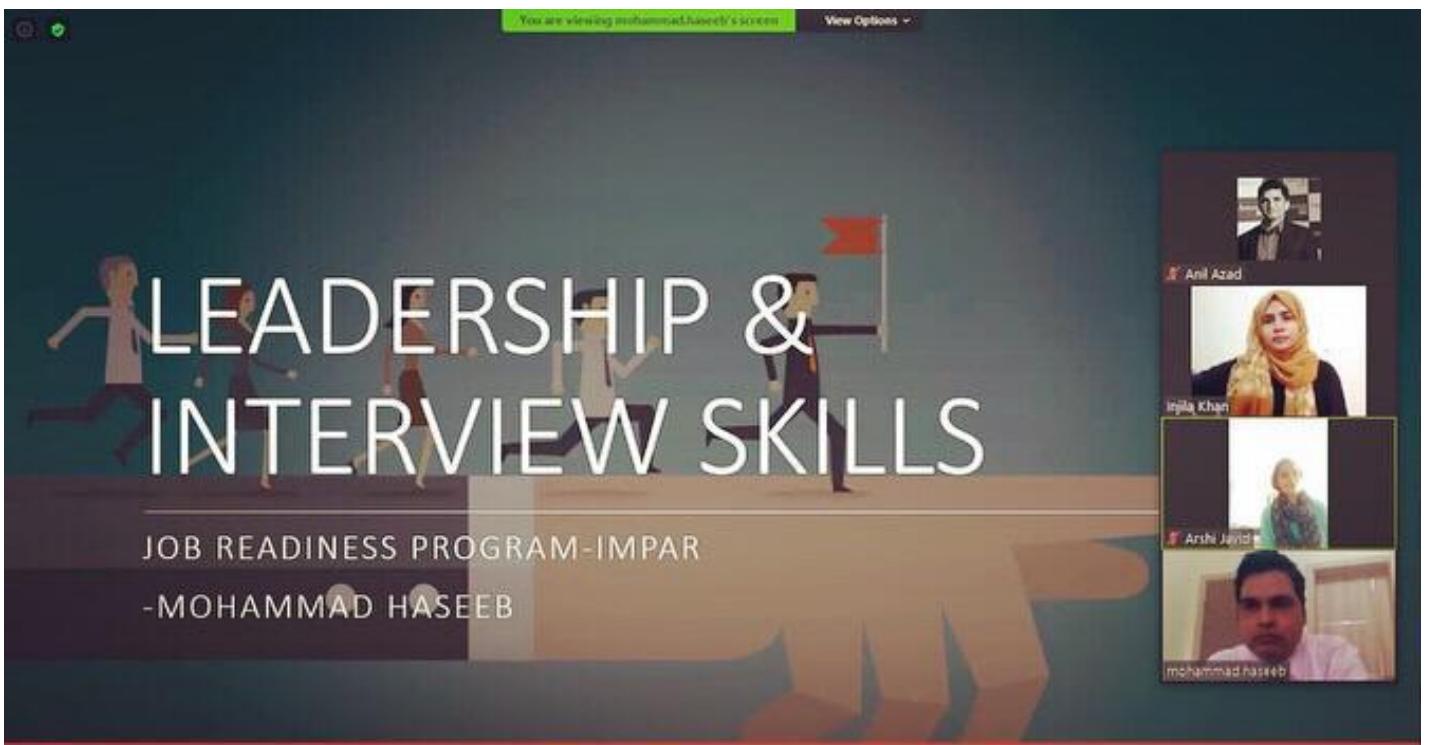 You are viewing mohammad.haseeb's screen
View Options
LEADERSHIP &
INTERVIEW SKILLS
JOB READINESS PROGRAM-IMPAR
-MOHAMMAD HASEEB
Anil Azad
Injila Khan
Arshi Javid
mohammad.haseeb